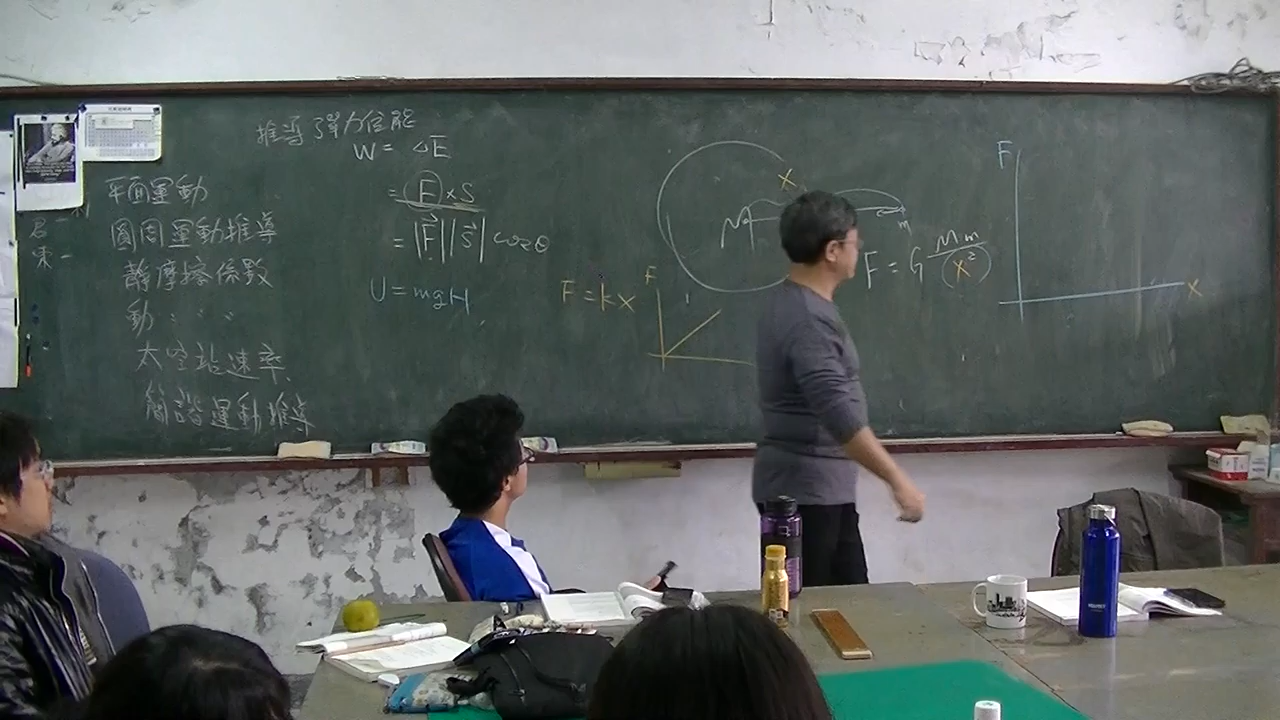 推導彈力位能
W = △E
= F × S
= |F⃗||S⃗| cosθ
U = mgH
平面運動
圓周運動推導
靜摩擦係數
動〃〃〃
太空站速率
簡諧運動推導
F = kx
F
x
M
m
F = G Mm/(x²)
F
x